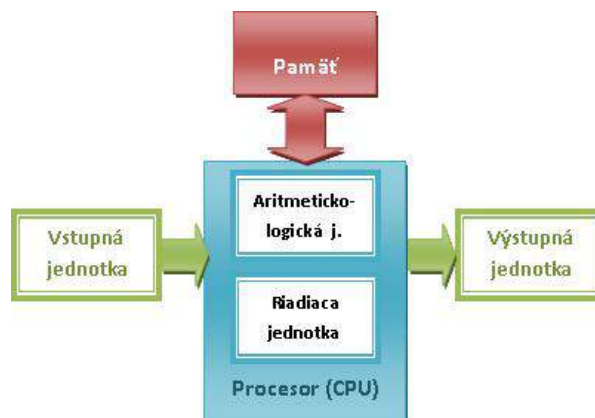 Pamäť
Aritmeticko-
logická j.
Vstupná
jednotka
Výstupná
jednotka
Riadiaca
jednotka
Procesor (CPU)